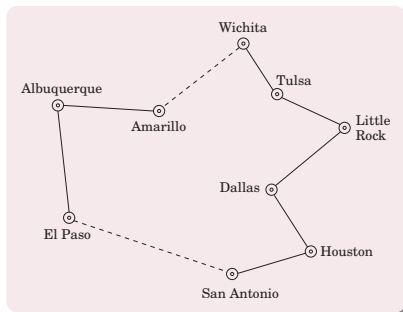 Wichita
Albuquerque
Tulsa
Amarillo
Little
Rock
Dallas
El Paso
Houston
San Antonio